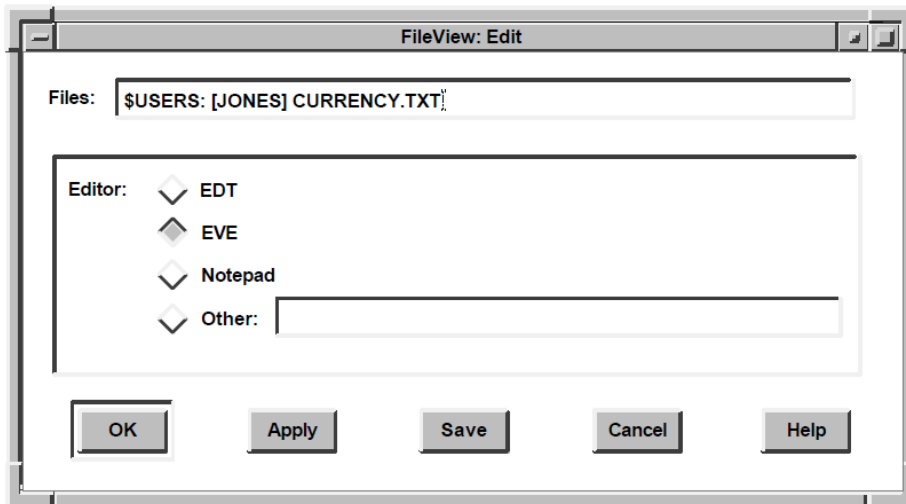 FileView: Edit
Files: $USERS: [JONES] CURRENCY.TXT
Editor: EDT
EVE
Notepad
Other:
OK Apply Save Cancel Help